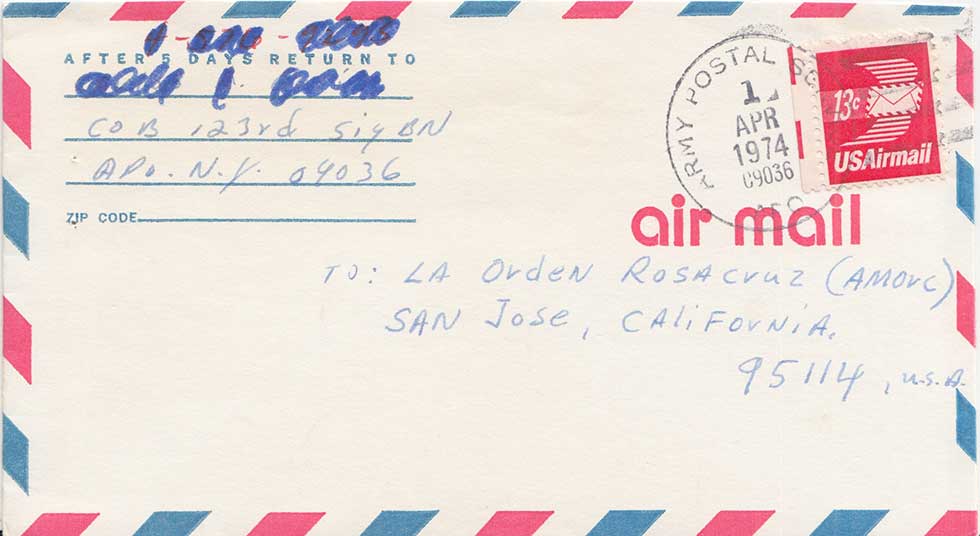 AFTER 5 DAYS RETURN TO
CO B 123rd Sig BN
APO. N.Y. 09036
ZIP CODE
ARMY POSTAL
APR
1974
09036
13c
USAirmail
air mail
TO: LA Orden Rosacruz (AMORC)
SAN Jose, CALiFORNiA.
95114, U.S.A.